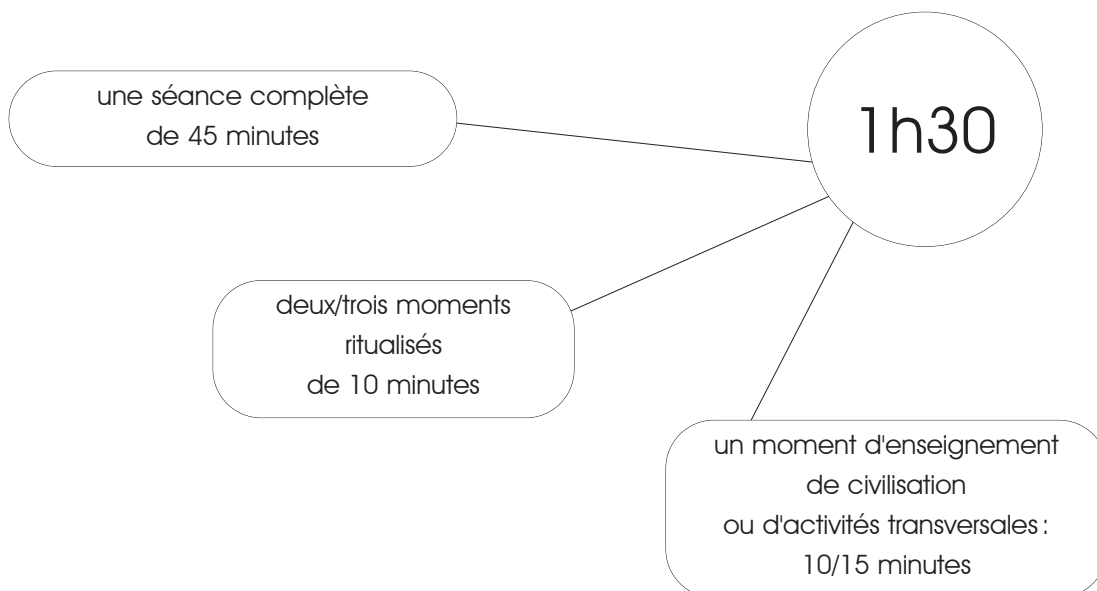 une séance complète
de 45 minutes
1h30
deux/trois moments
ritualisés
de 10 minutes
un moment d'enseignement
de civilisation
ou d'activités transversales :
10/15 minutes